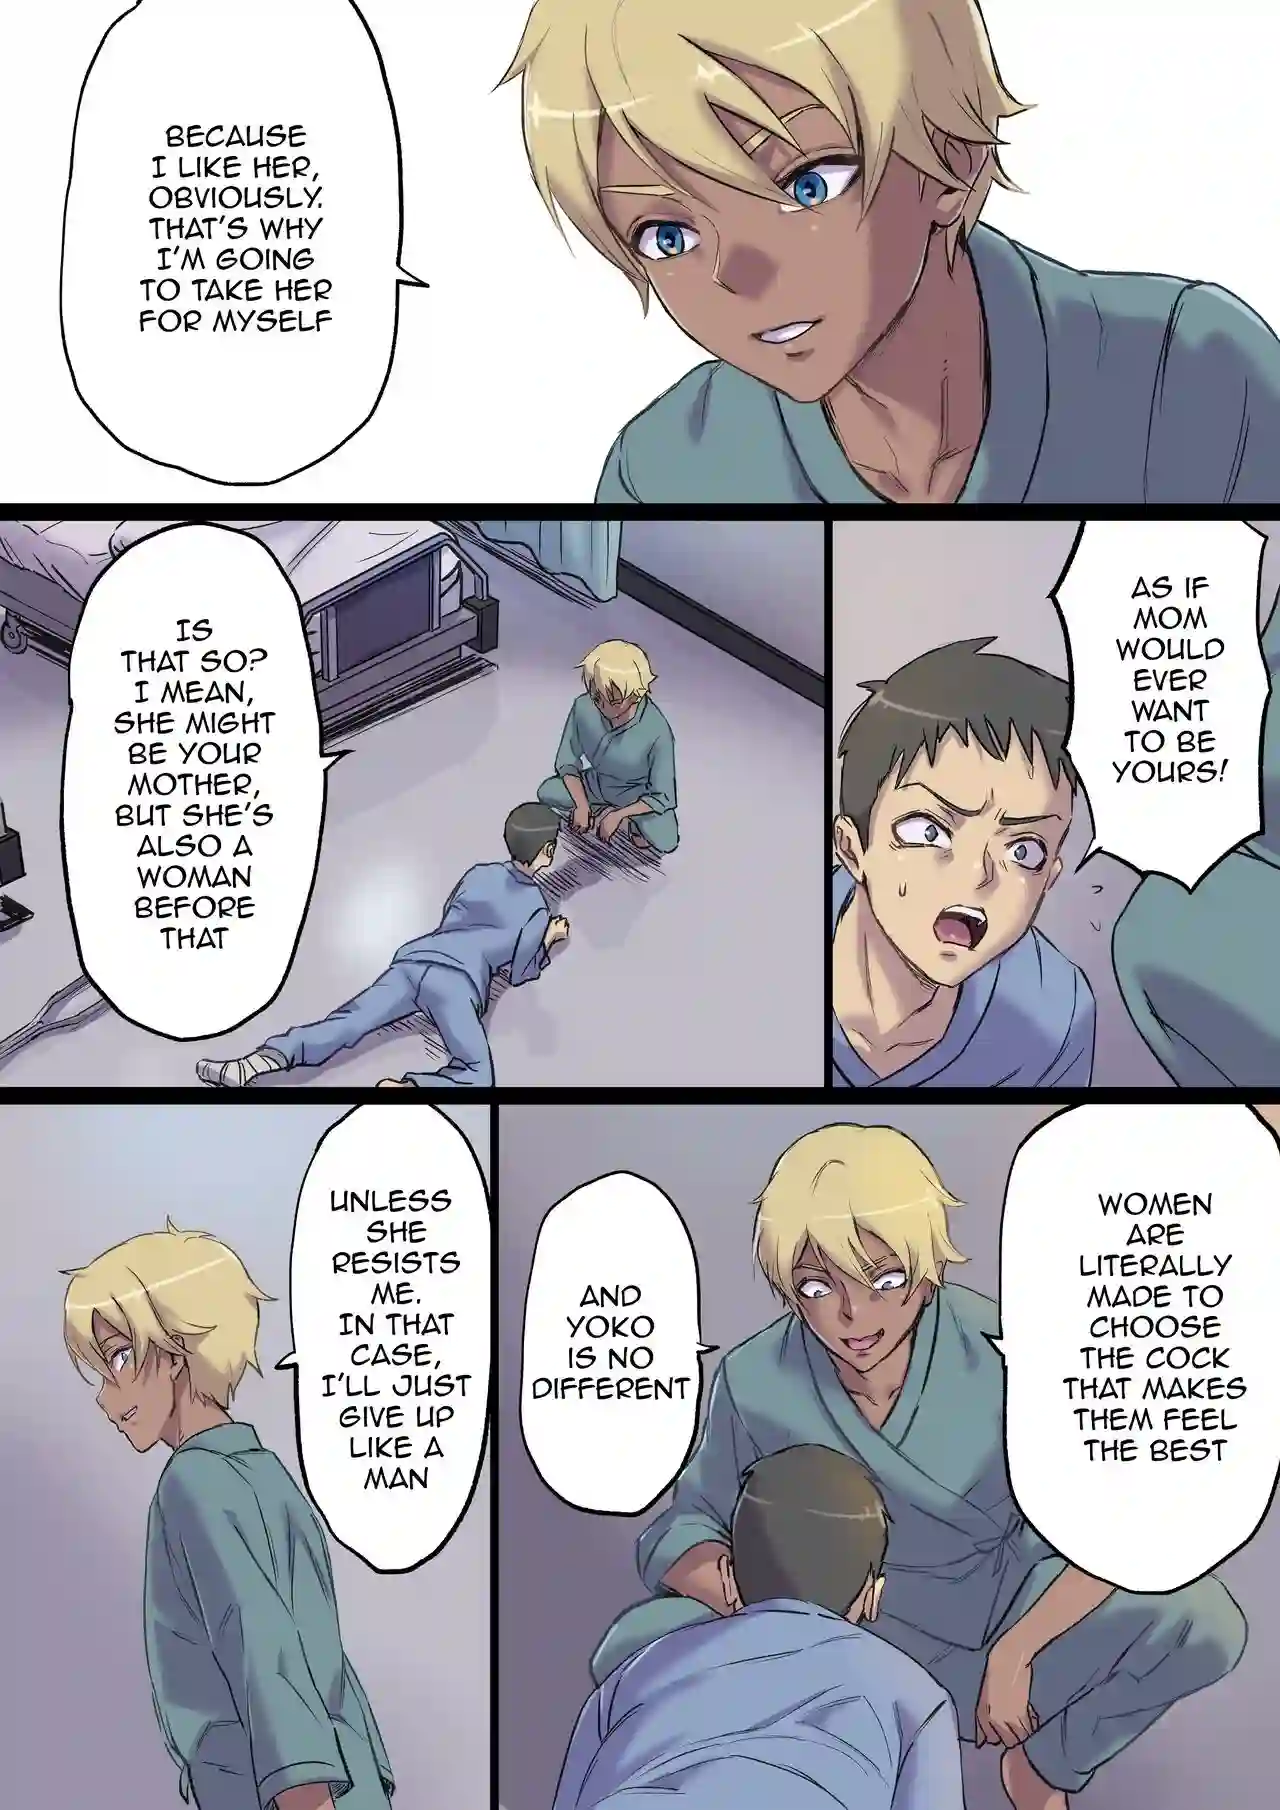 BECAUSE
I LIKE HER,
OBVIOUSLY.
THAT'S WHY
I'M GOING
TO TAKE HER
FOR MYSELF
AS IF
MOM
WOULD
EVER
WANT
TO BE
YOURS!
IS
THAT SO?
I MEAN,
SHE MIGHT
BE YOUR
MOTHER,
BUT SHE'S
ALSO A
WOMAN
BEFORE
THAT
WOMEN
ARE
LITERALLY
MADE TO
CHOOSE
THE COCK
THAT MAKES
THEM FEEL
THE BEST
AND
YOKO
IS NO
DIFFERENT
UNLESS
SHE
RESISTS
ME.
IN THAT
CASE,
I'LL JUST
GIVE UP
LIKE A
MAN